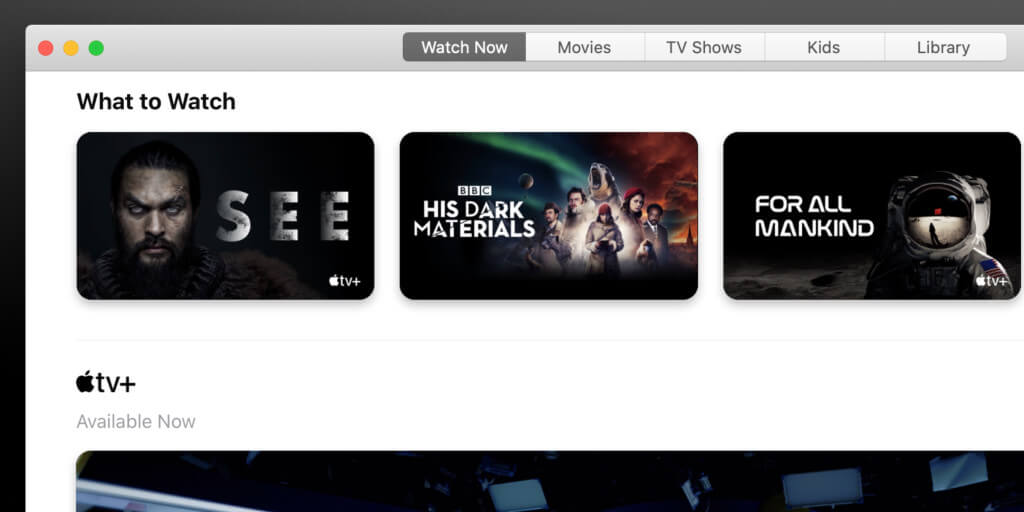 Watch Now
Movies
TV Shows
Kids
Library
What to Watch
SEE
tv+
BBC
HIS DARK
MATERIALS
FOR ALL
MANKIND
tv+
tv+
Available Now